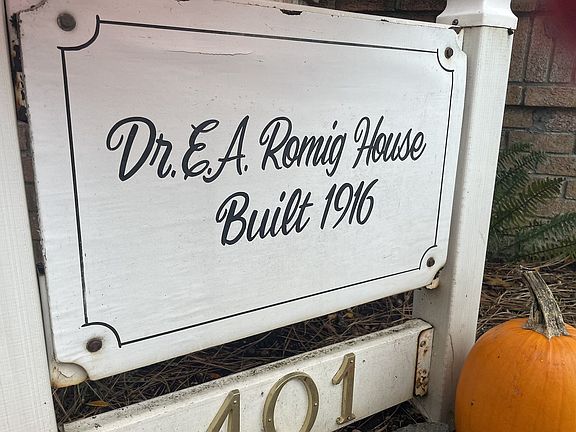 Dr. E.A. Romig House
Built 1916
401